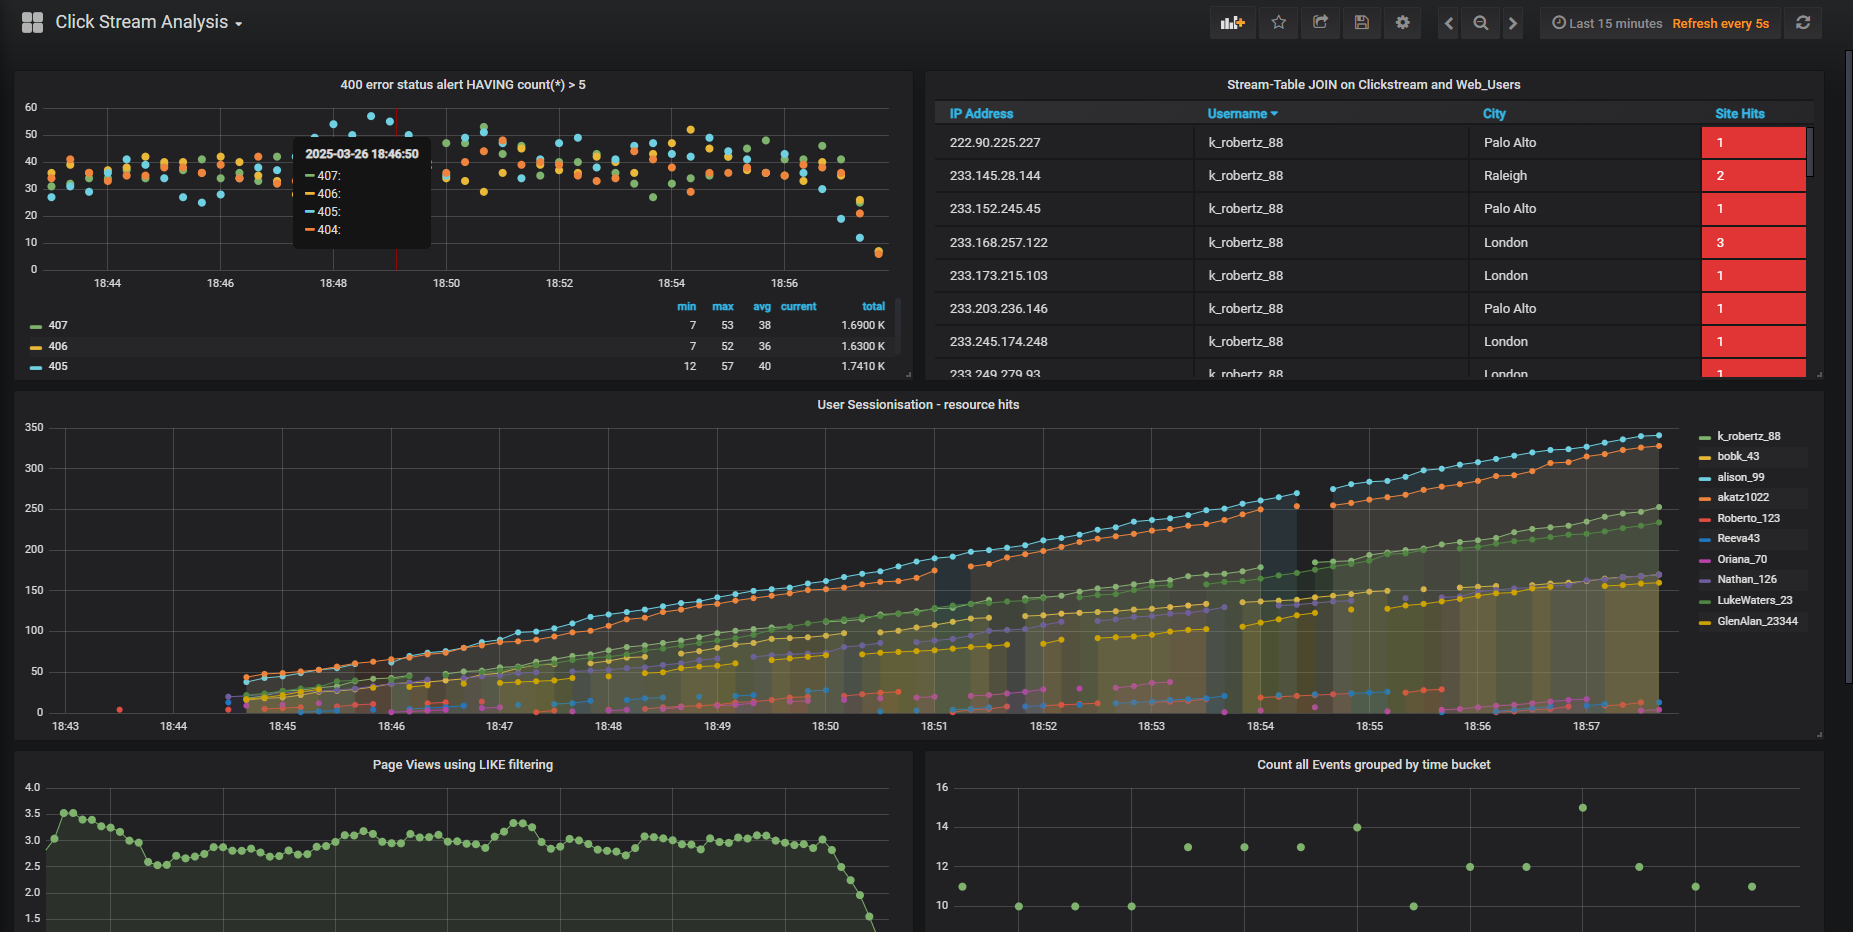 Click Stream Analysis
Last 15 minutes Refresh every 5s
400 error status alert HAVING count(*) > 5
60
50
40
30
20
10
0
2025-03-26 18:46:50
407:
406:
405:
404:
18:44 18:46 18:48 18:50 18:52 18:54 18:56
min max avg current total
407 7 53 38 1.6900 K
406 7 52 36 1.6300 K
405 12 57 40 1.7410 K
Stream-Table JOIN on Clickstream and Web_Users
IP Address Username City Site Hits
222.90.225.227 k_robertz_88 Palo Alto 1
233.145.28.144 k_robertz_88 Raleigh 2
233.152.245.45 k_robertz_88 Palo Alto 1
233.168.257.122 k_robertz_88 London 3
233.173.215.103 k_robertz_88 London 1
233.203.236.146 k_robertz_88 Palo Alto 1
233.245.174.248 k_robertz_88 London 1
233.249.279.93 k_robertz_88 London 1
User Sessionisation - resource hits
350
300
250
200
150
100
50
0
18:43 18:44 18:45 18:46 18:47 18:48 18:49 18:50 18:51 18:52 18:53 18:54 18:55 18:56 18:57
k_robertz_88
bobk_43
alison_99
akatz1022
Roberto_123
Reeva43
Oriana_70
Nathan_126
LukeWaters_23
GlenAlan_23344
Page Views using LIKE filtering
4.0
3.5
3.0
2.5
2.0
1.5
Count all Events grouped by time bucket
16
14
12
10